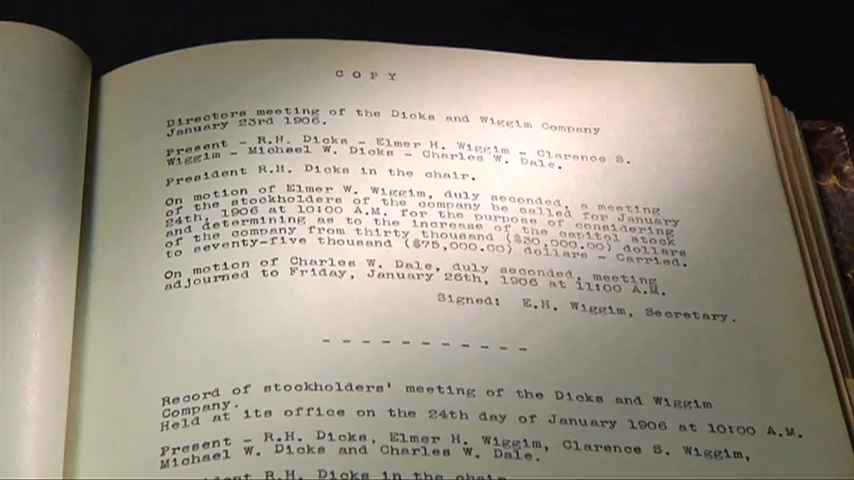 COPY
Directors meeting of the Dicks and Wiggim Company
January 23rd 1906.
Present - R.H. Dicks - Elmer H. Wiggim - Clarence S.
Wiggim - Michael W. Dicks - Charles W. Dale.
President R.H. Dicks in the chair.
On motion of Elmer W. Wiggim, duly seconded, a meeting
of the stockholders of the company be called for January
24th, 1906 at 10:00 A.M. for the purpose of considering
and determining as to the increase of the capitol stock
of the company from thirty thousand ($30,000.00) dollars
to seventy-five thousand ($75,000.00) dollars - Carried.
On motion of Charles W. Dale, duly seconded, meeting
adjourned to Friday, January 26th, 1906 at 11:00 A.M.
Signed: E.H. Wiggim, Secretary.
- - - - - - - - - - -
Record of stockholders' meeting of the Dicks and Wiggim
Company.
Held at its office on the 24th day of January 1906 at 10:00 A.M.
Present - R.H. Dicks, Elmer H. Wiggim, Clarence S. Wiggim,
Michael W. Dicks and Charles W. Dale.
R.H. Dicks in the chair